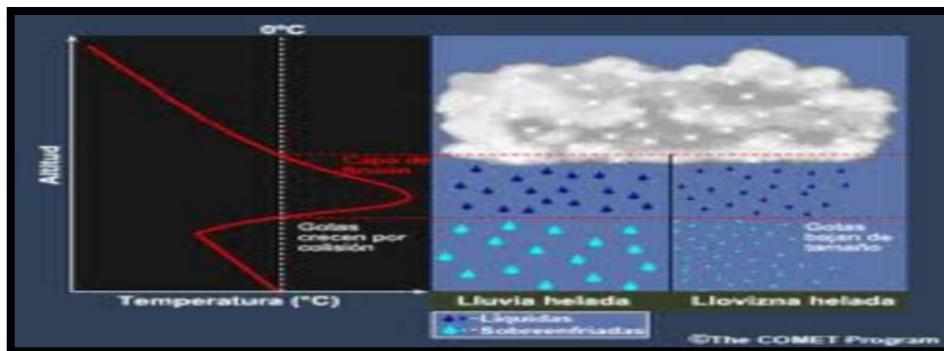 0°C
Altitud
Capa de
fusión
Gotas
crecen por
colisión
Gotas
bajan de
tamaño
Temperatura (°C)
Lluvia helada
Llovizna helada
-Líquidas
-Sobreenfriadas
©The COMET Program